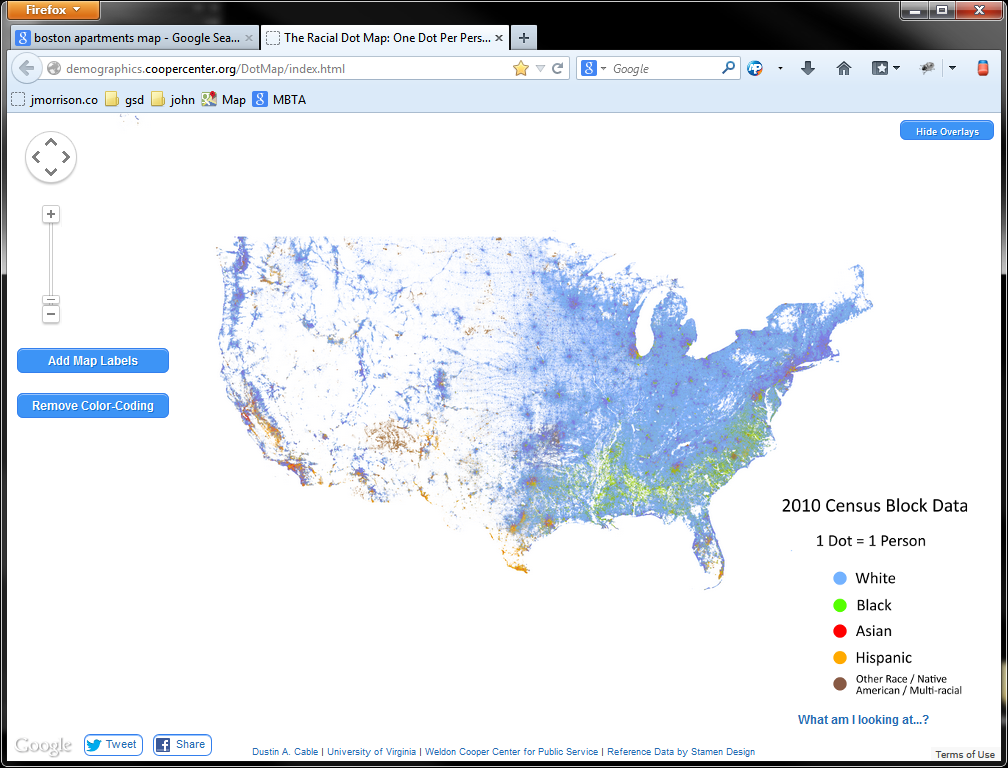 Firefox
boston apartments map - Google Sea...
The Racial Dot Map: One Dot Per Pers...
demographics.coopercenter.org/DotMap/index.html
Google
jmorrison.co gsd john Map MBTA
Hide Overlays
Add Map Labels
Remove Color-Coding
2010 Census Block Data
1 Dot = 1 Person
White
Black
Asian
Hispanic
Other Race / Native
American / Multi-racial
What am I looking at...?
Google
Tweet
Share
Dustin A. Cable | University of Virginia | Weldon Cooper Center for Public Service | Reference Data by Stamen Design
Terms of Use